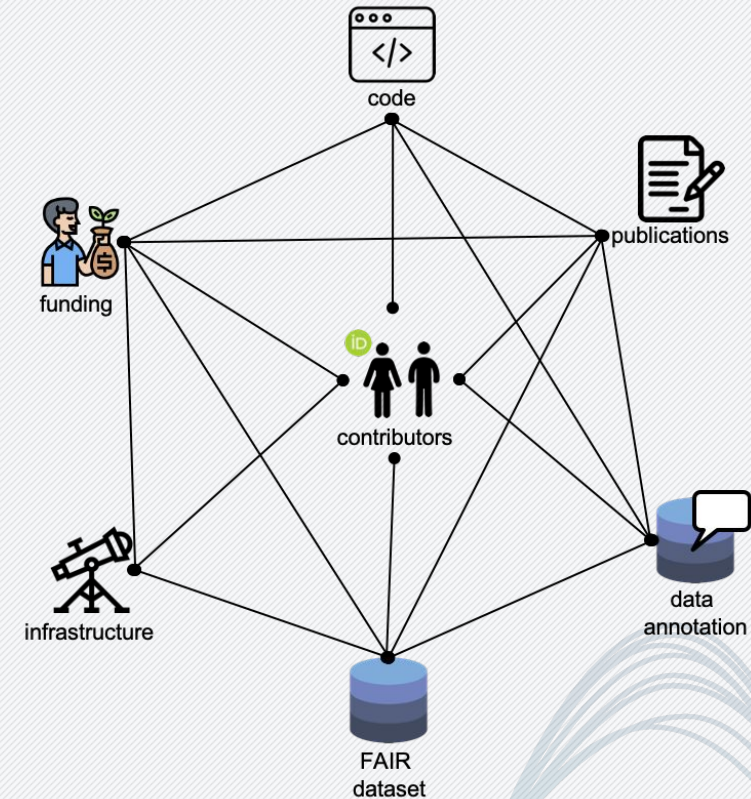 </>
code
publications
$
funding
iD
contributors
infrastructure
data
annotation
FAIR
dataset